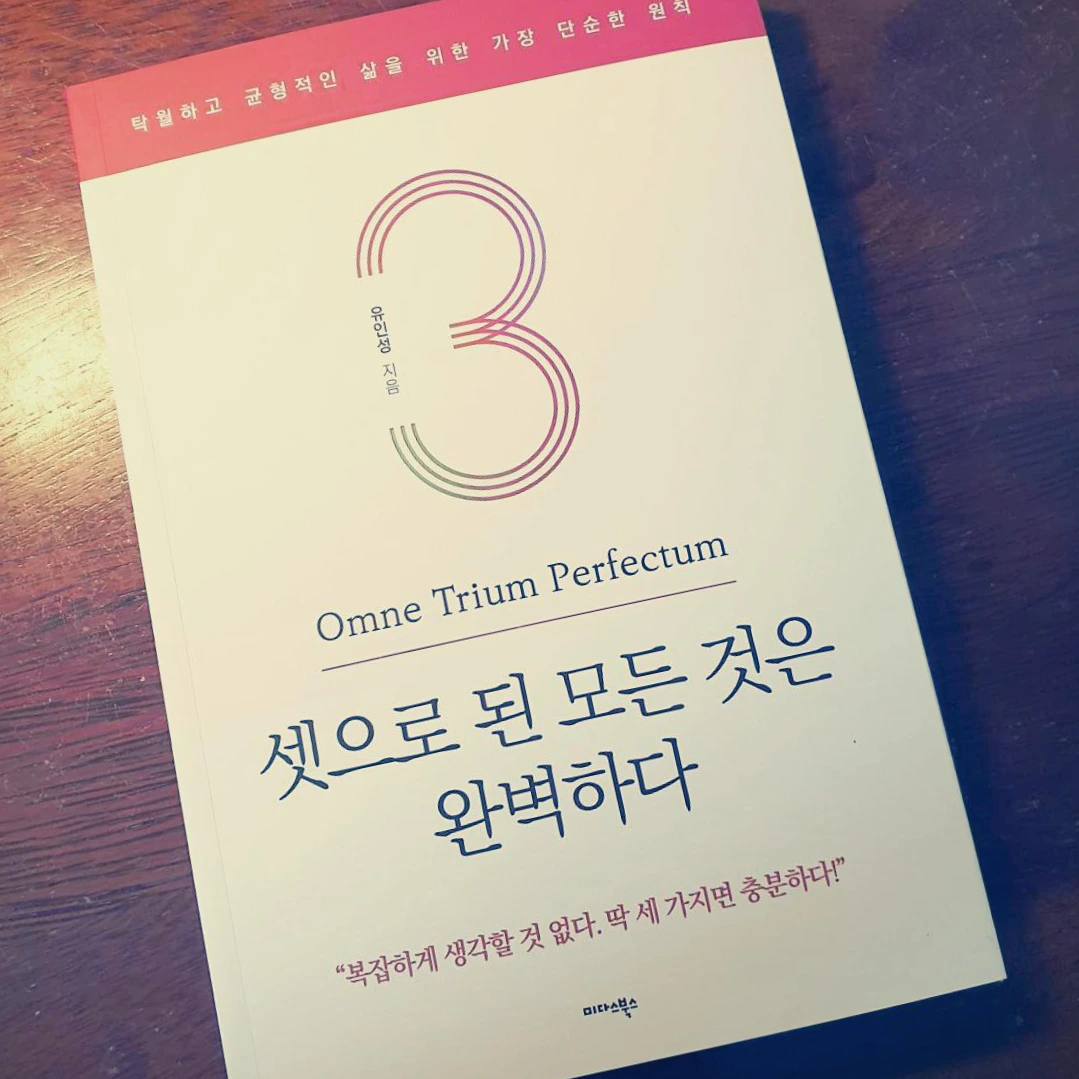 탁월하고 균형적인 삶을 위한 가장 단순한 원칙
3
유인성 지음
Omne Trium Perfectum
셋으로 된 모든 것은
완벽하다
“복잡하게 생각할 것 없다. 딱 세 가지면 충분하다!”
미다스북스